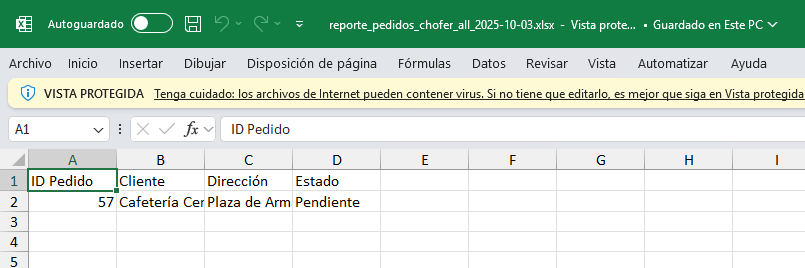 Autoguardado reporte_pedidos_chofer_all_2025-10-03.xlsx - Vista prote... • Guardado en Este PC
Archivo Inicio Insertar Dibujar Disposición de página Fórmulas Datos Revisar Vista Automatizar Ayuda
VISTA PROTEGIDA Tenga cuidado: los archivos de Internet pueden contener virus. Si no tiene que editarlo, es mejor que siga en Vista protegida
A1 fx ID Pedido
A B C D E F G H I
1 ID Pedido Cliente Dirección Estado
2 57 Cafetería Cer Plaza de Arm Pendiente
3
4
5